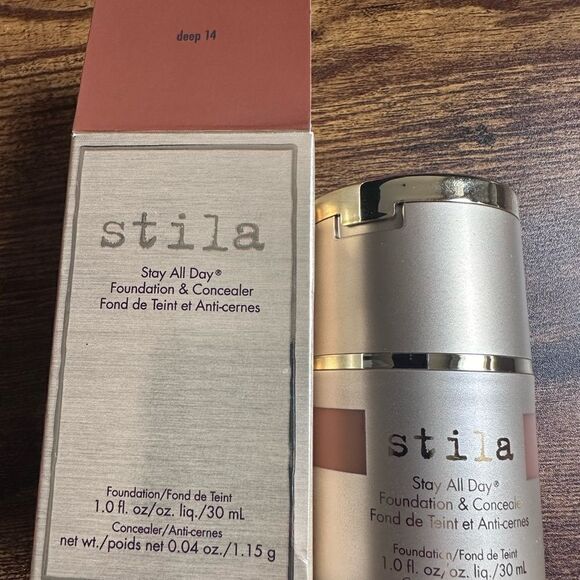 deep 14
stila
Stay All Day®
Foundation & Concealer
Fond de Teint et Anti-cernes
Foundation/Fond de Teint
1.0 fl. oz/oz. liq./30 mL
Concealer/Anti-cernes
net wt./poids net 0.04 oz./1.15 g
stila
Stay All Day®
Foundation & Conceale
Fond de Teint et Anti-cernes
Foundation/Fond de Teint
1.0 fl. oz/oz. liq./30 mL